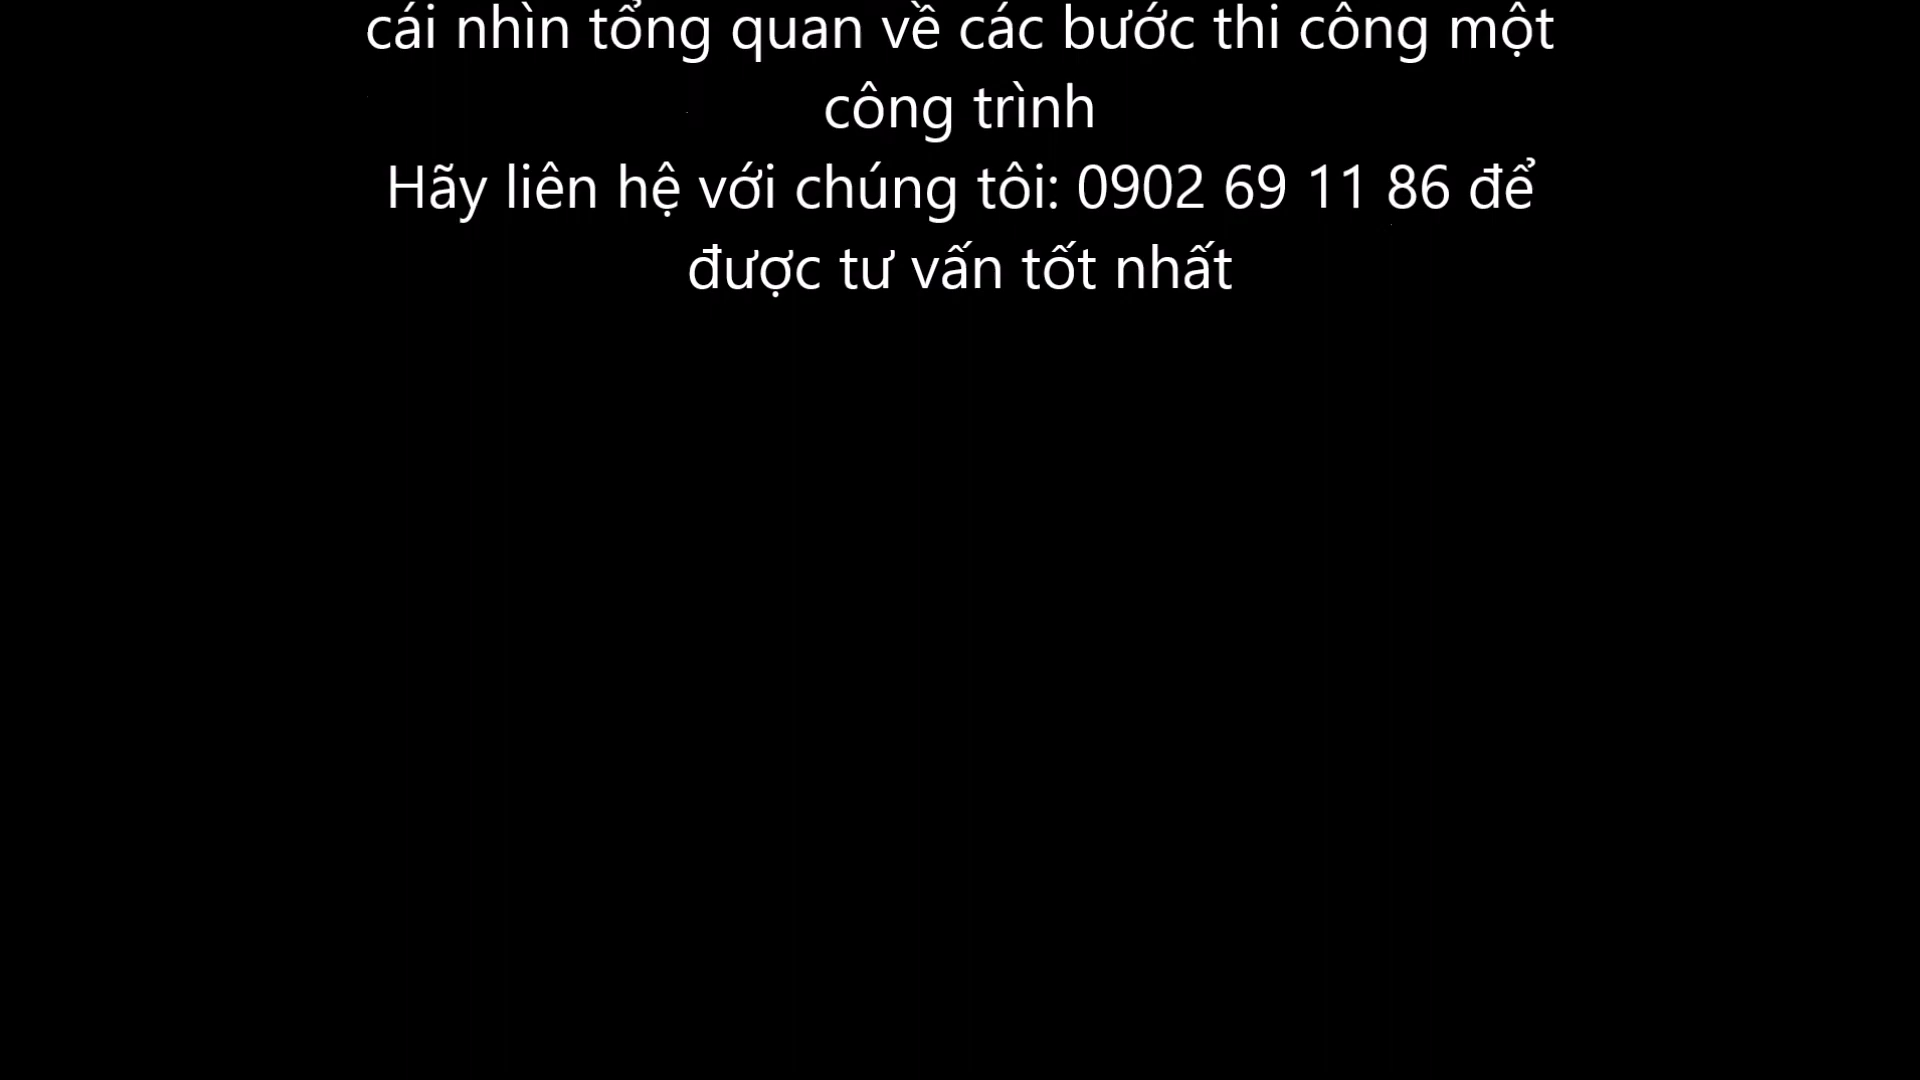 cái nhìn tổng quan về các bước thi công một
công trình
Hãy liên hệ với chúng tôi: 0902 69 11 86 để
được tư vấn tốt nhất